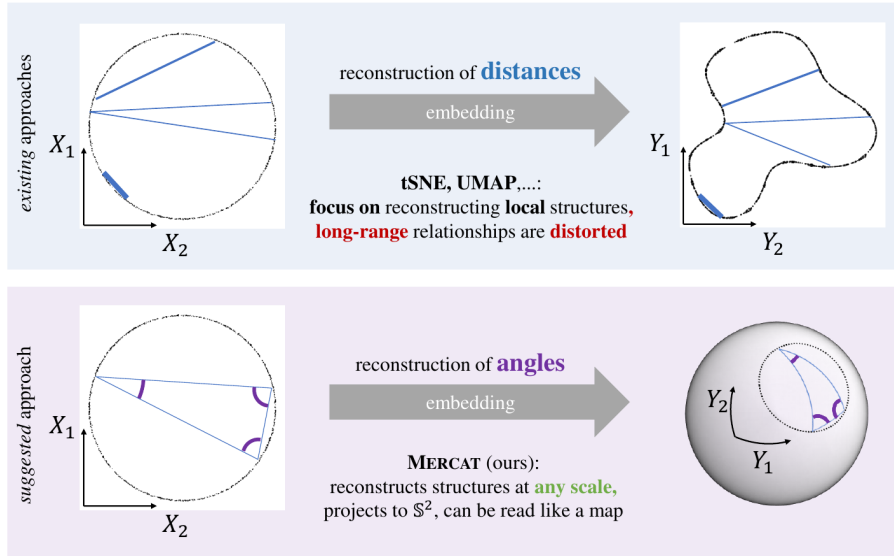 existing approaches
X₁
X₂
reconstruction of distances
embedding
tSNE, UMAP,...:
focus on reconstructing local structures,
long-range relationships are distorted
Y₁
Y₂
suggested approach
X₁
X₂
reconstruction of angles
embedding
MERCAT (ours):
reconstructs structures at any scale,
projects to 𝕊², can be read like a map
Y₂
Y₁